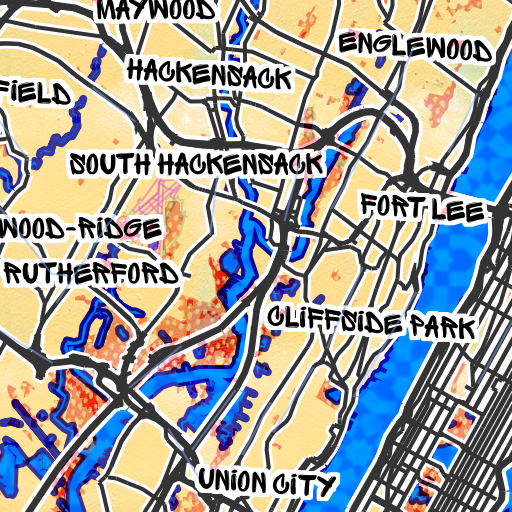 MAYWOOD
ENGLEWOOD
HACKENSACK
FIELD
SOUTH HACKENSACK
FORT LEE
WOOD-RIDGE
RUTHERFORD
CLIFFSIDE PARK
UNION CITY